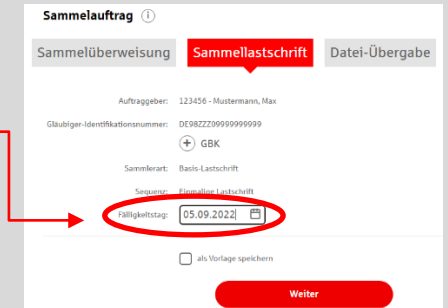 Sammelauftrag
Sammelüberweisung Sammellastschrift Datei-Übergabe
Auftraggeber: 123456 - Mustermann, Max
Gläubiger-Identifikationsnummer: DE98ZZZ09999999999
GBK
Sammlerart: Basis-Lastschrift
Sequenz: Einmalige Lastschrift
Fälligkeitstag: 05.09.2022
als Vorlage speichern
Weiter